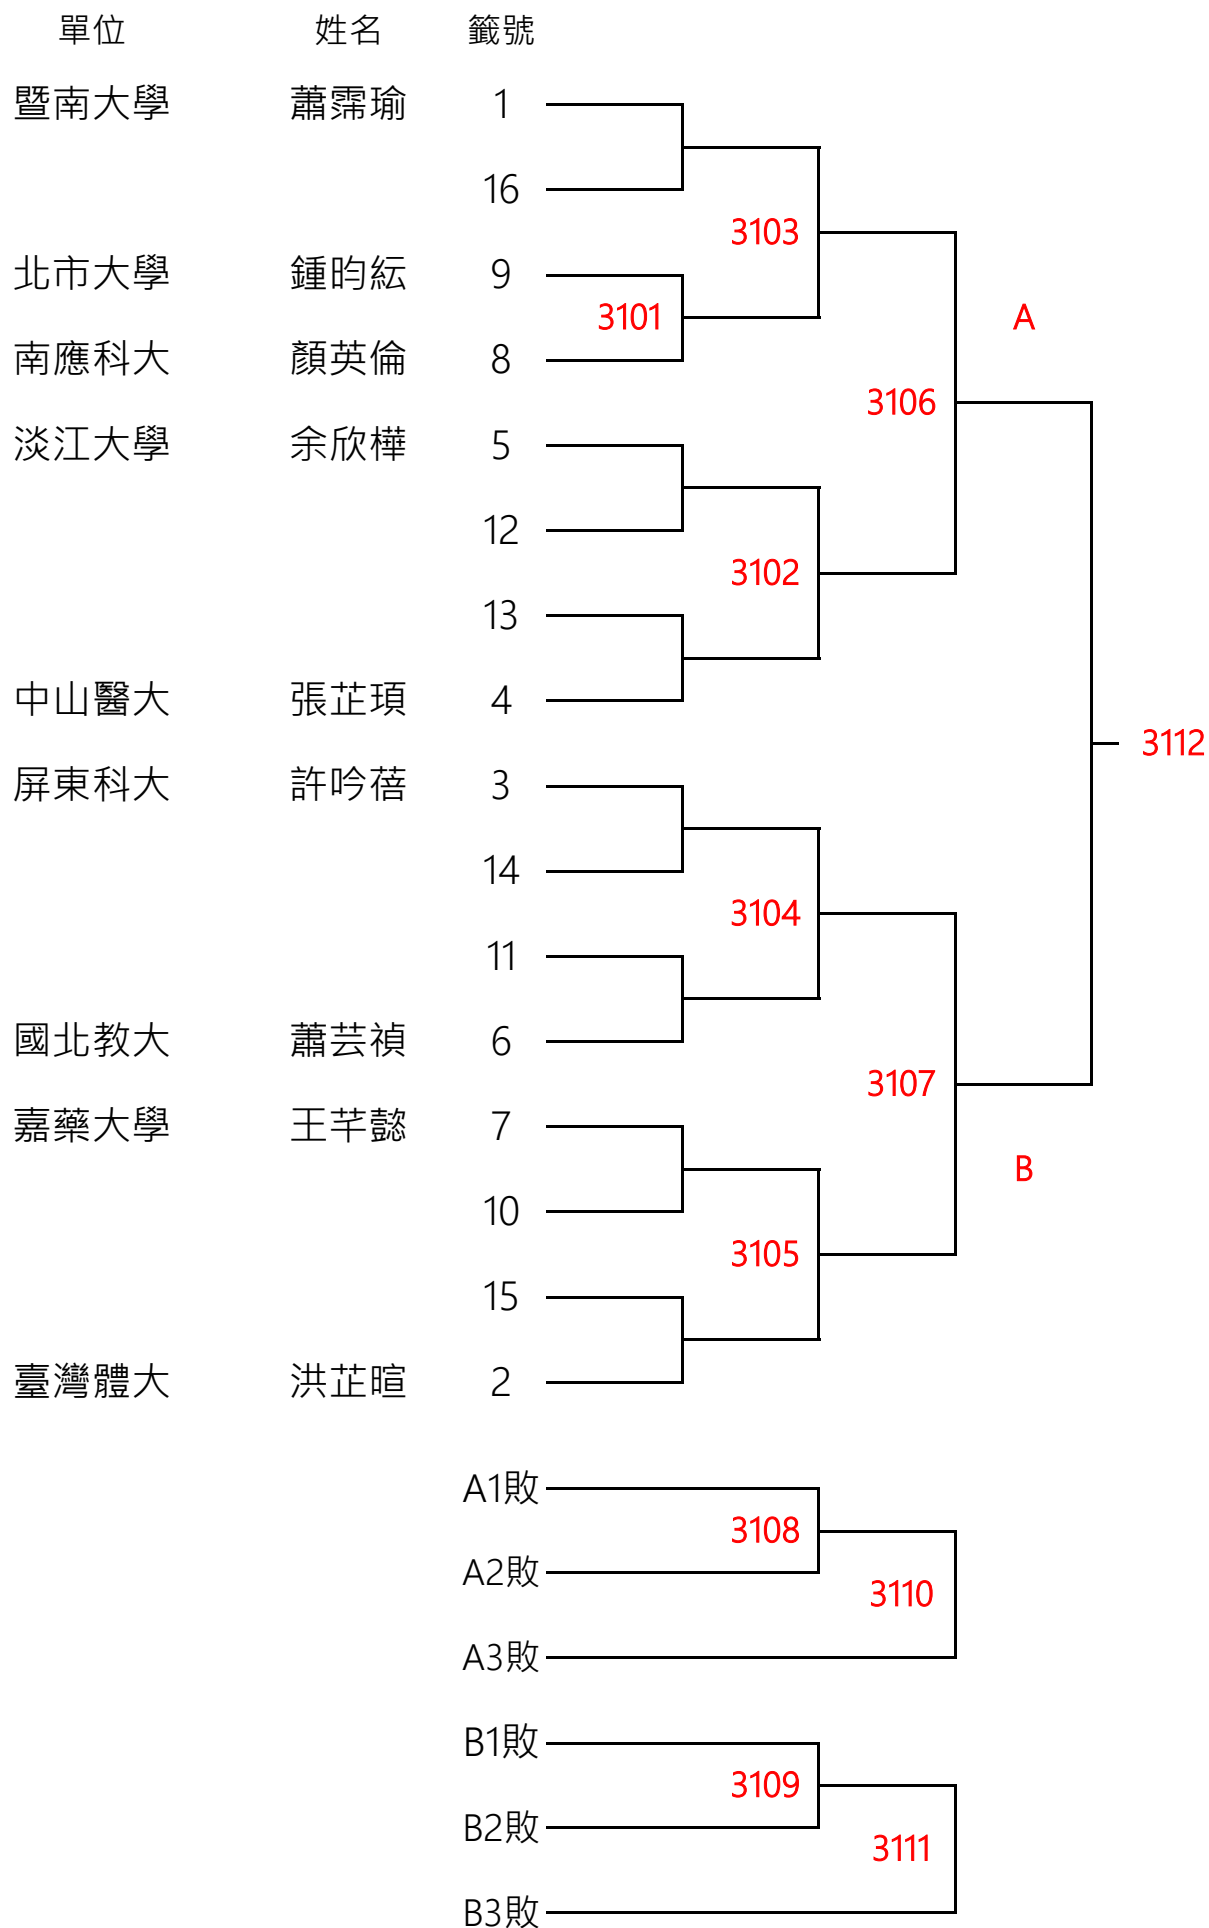 單位 姓名 籤號
暨南大學 蕭霈瑜 1
16
3103
北市大學 鍾昀紜 9
3101 A
南應科大 顏英倫 8
3106
淡江大學 余欣樺 5
12
3102
13
中山醫大 張芷頊 4
3112
屏東科大 許吟蓓 3
14
3104
11
國北教大 蕭芸禎 6
3107
嘉藥大學 王芊懿 7
B
10
3105
15
臺灣體大 洪芷暄 2
A1敗
3108
A2敗
3110
A3敗
B1敗
3109
B2敗
3111
B3敗